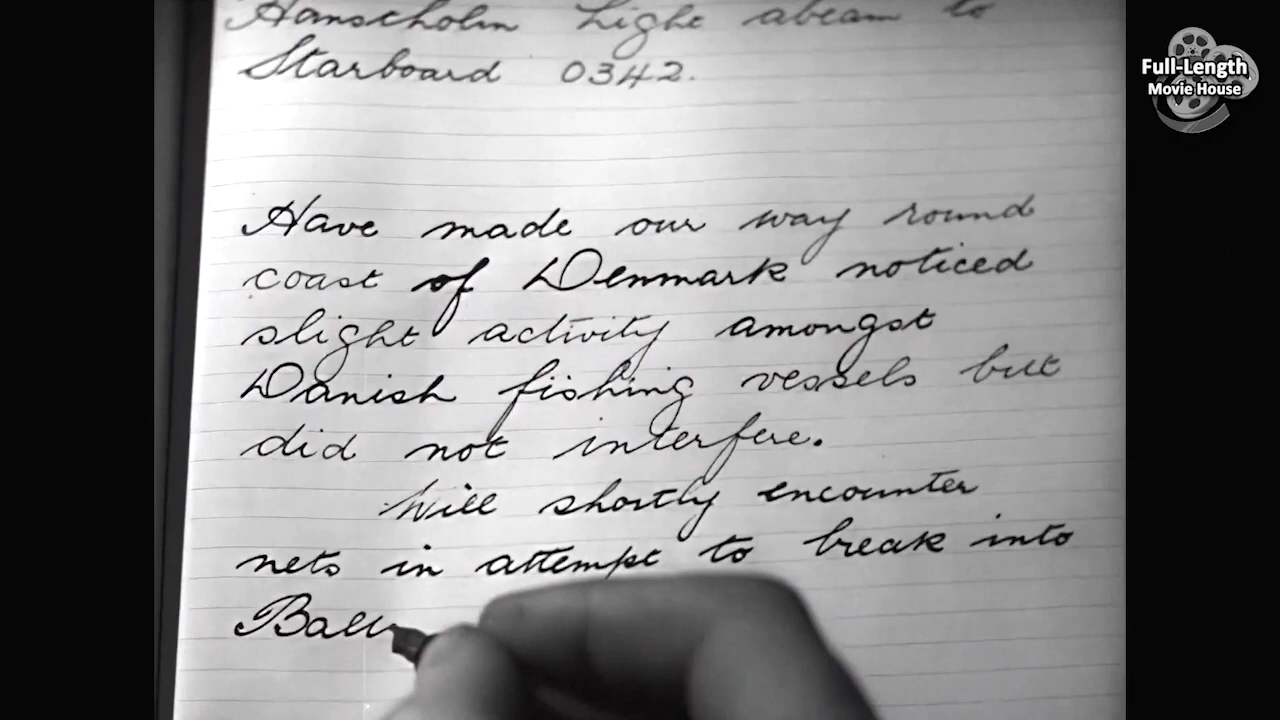 Hanscholm Light abeam to
Starboard 0342.
Have made our way round
coast of Denmark noticed
slight activity amongst
Danish fishing vessels but
did not interfere.
Will shortly encounter
nets in attempt to break into
Full-Length
Movie House